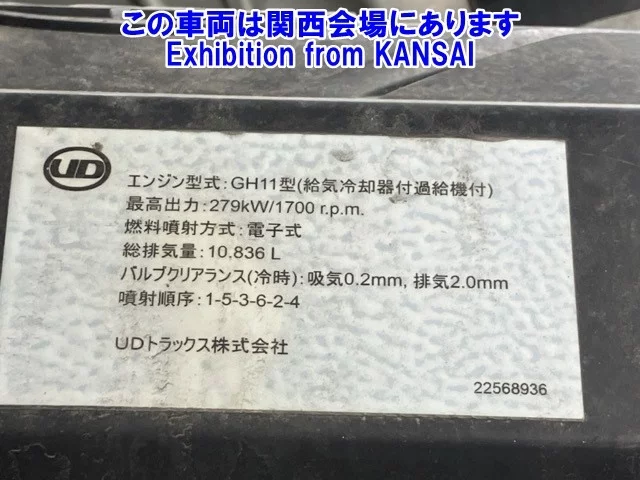 この車両は関西会場にあります
Exhibition from KANSAI
UD
エンジン型式:GH11型(給気冷却器付過給機付)
最高出力:279kW/1700 r.p.m.
燃料噴射方式:電子式
総排気量:10.836 L
バルブクリアランス(冷時):吸気0.2mm, 排気2.0mm
噴射順序:1-5-3-6-2-4
UDトラックス株式会社
22568936